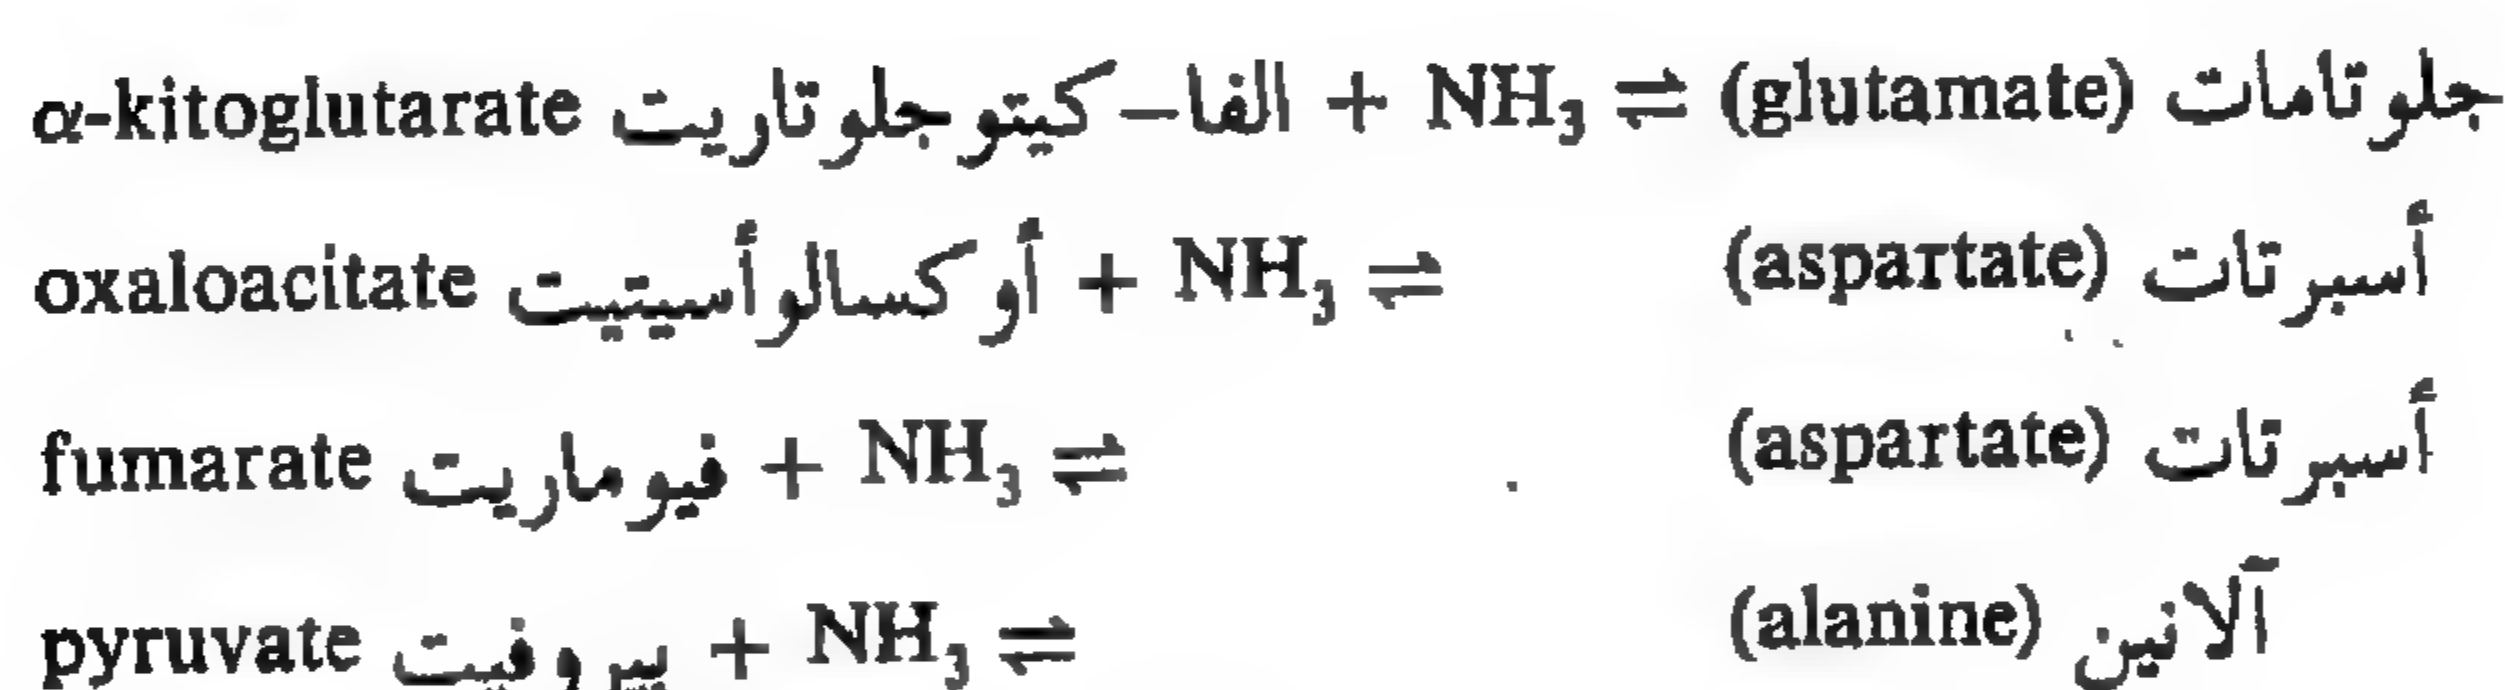 α-kitoglutarate الفا–كيتوجلوتاريت + NH₃ ⇌ (glutamate) جلوتامات
oxaloacitate أوكسالوأسيتيت + NH₃ ⇌ (aspartate) أسبرتات
fumarate فيوماريت + NH₃ ⇌ (aspartate) أسبرتات
pyruvate بيروفيت + NH₃ ⇌ (alanine) آلانين